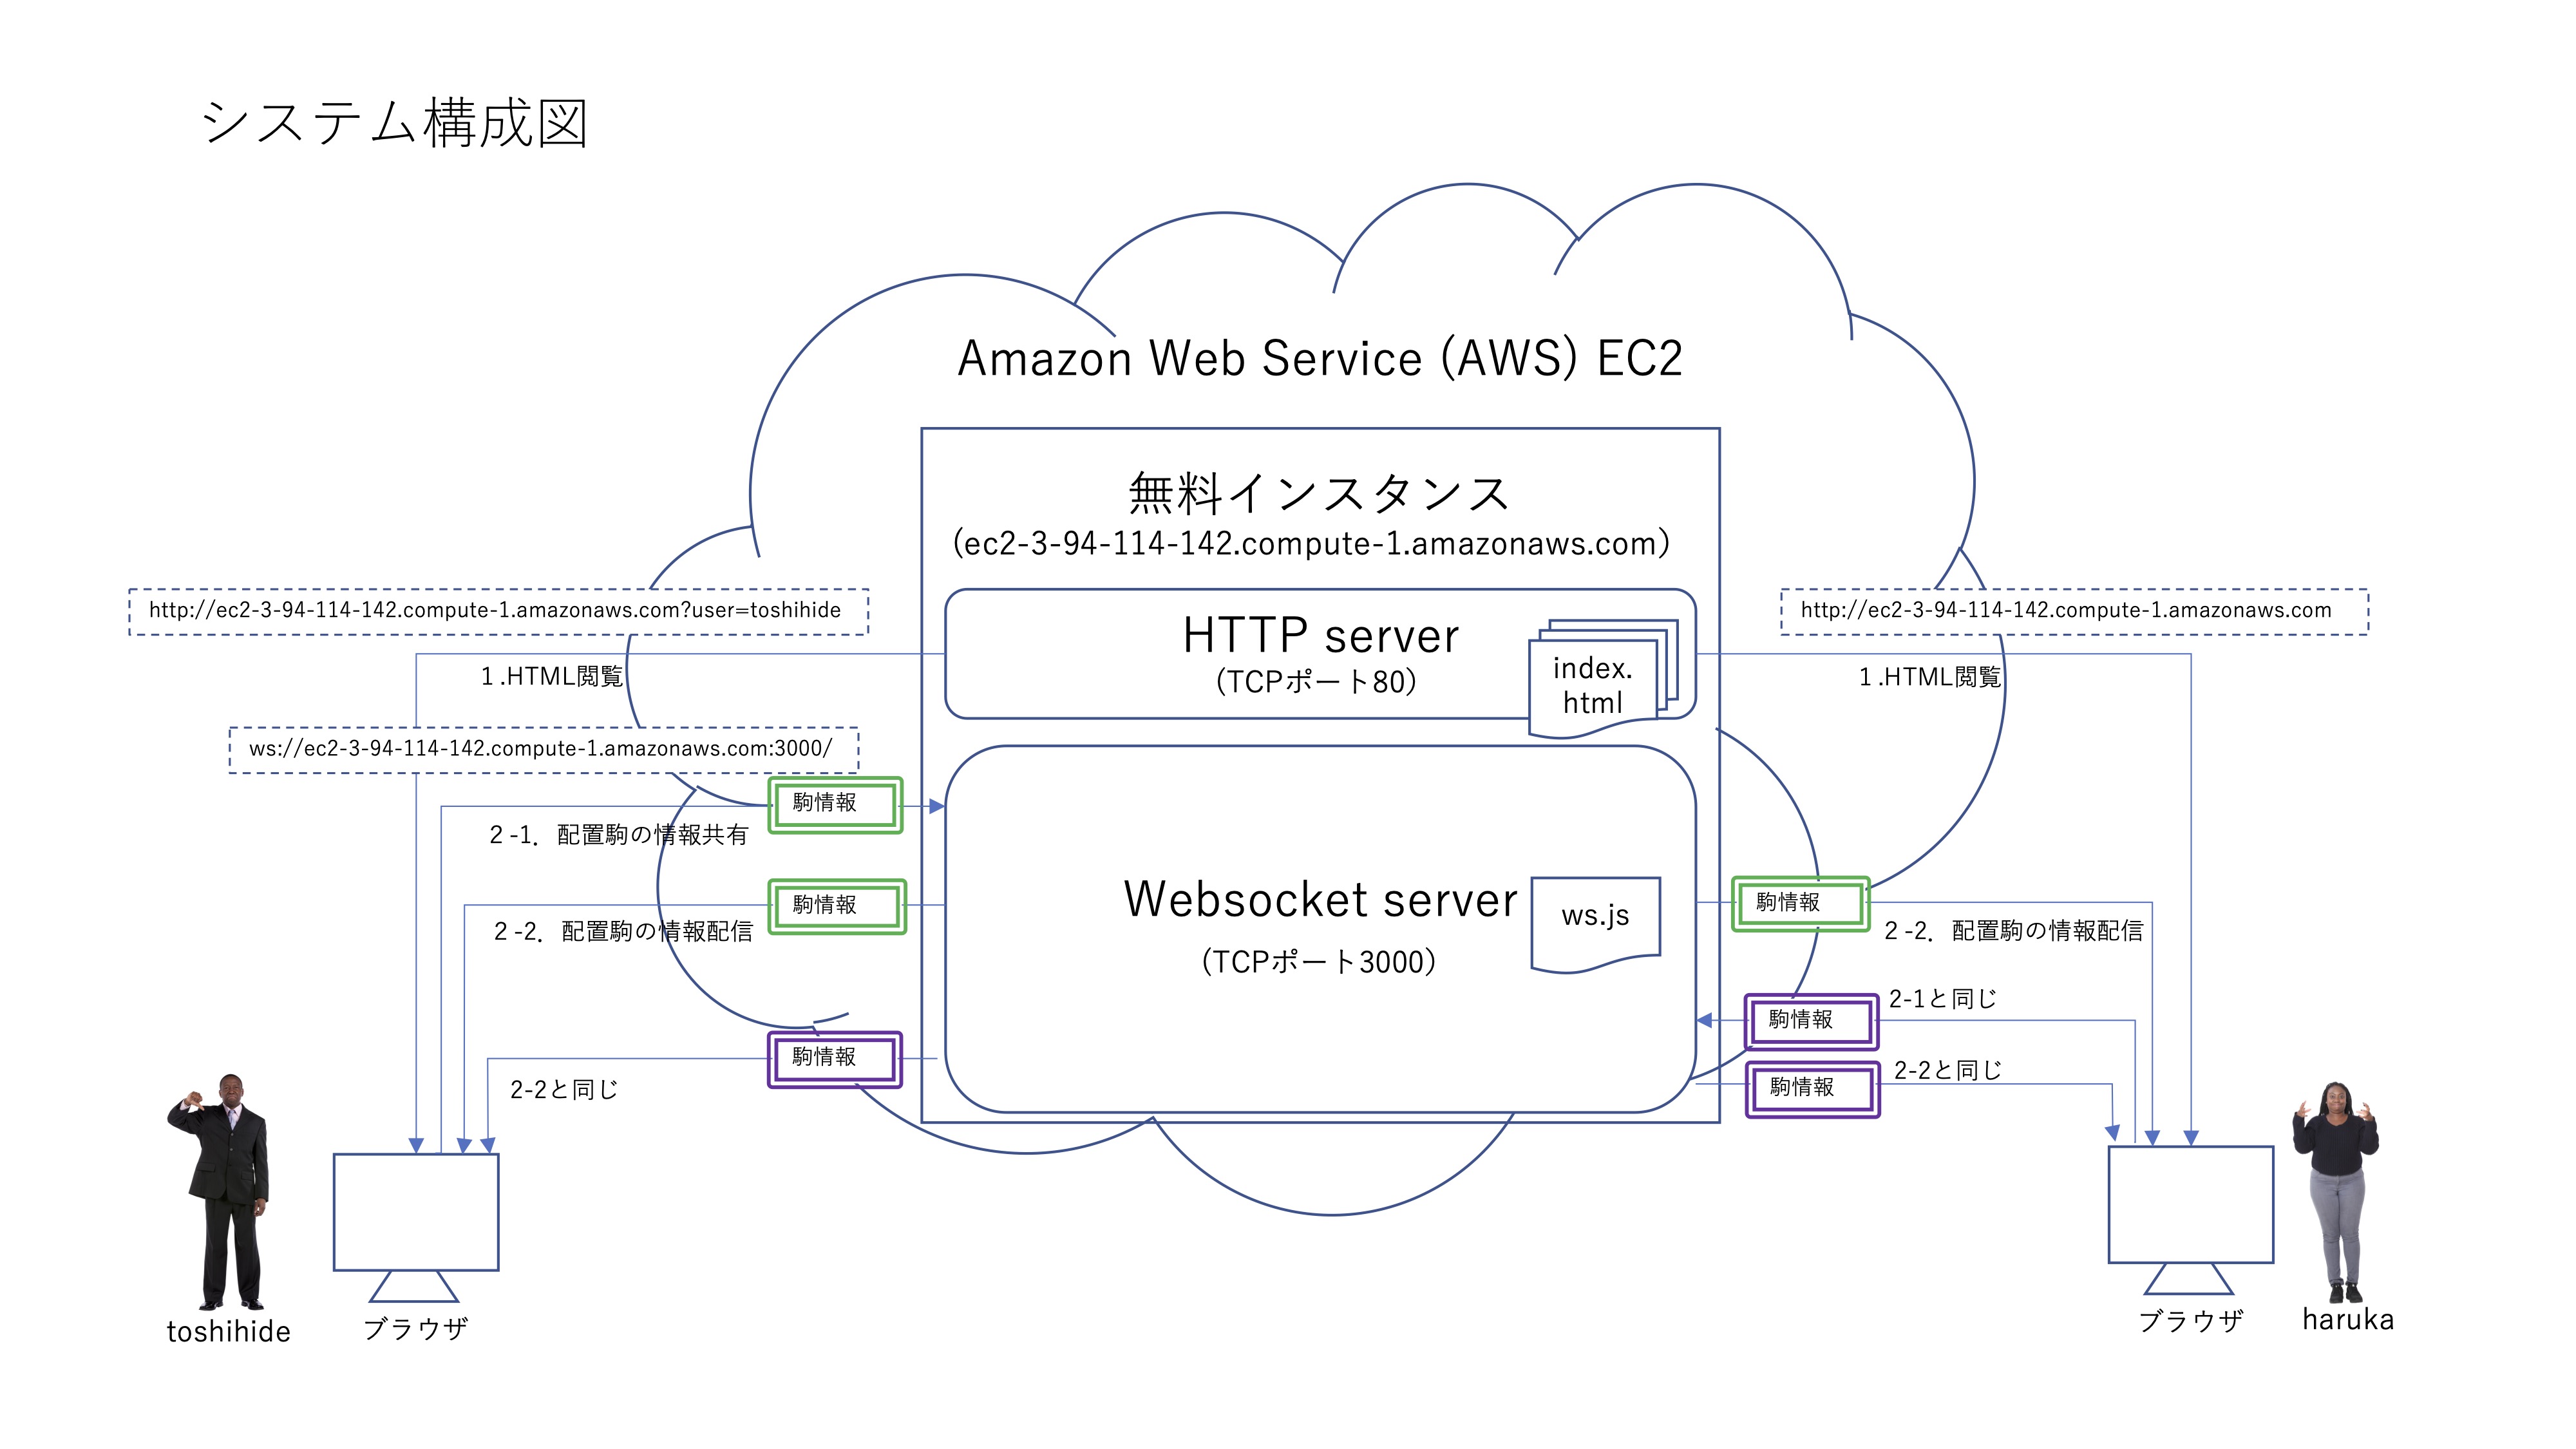 システム構成図
Amazon Web Service (AWS) EC2
無料インスタンス
(ec2-3-94-114-142.compute-1.amazonaws.com)
http://ec2-3-94-114-142.compute-1.amazonaws.com?user=toshihide
http://ec2-3-94-114-142.compute-1.amazonaws.com
HTTP server
(TCPポート80)
index.
html
1.HTML閲覧
1.HTML閲覧
ws://ec2-3-94-114-142.compute-1.amazonaws.com:3000/
駒情報
2-1．配置駒の情報共有
駒情報
2-2．配置駒の情報配信
Websocket server
(TCPポート3000)
ws.js
駒情報
2-2．配置駒の情報配信
駒情報
2-1と同じ
駒情報
2-2と同じ
駒情報
2-2と同じ
toshihide
ブラウザ
ブラウザ
haruka